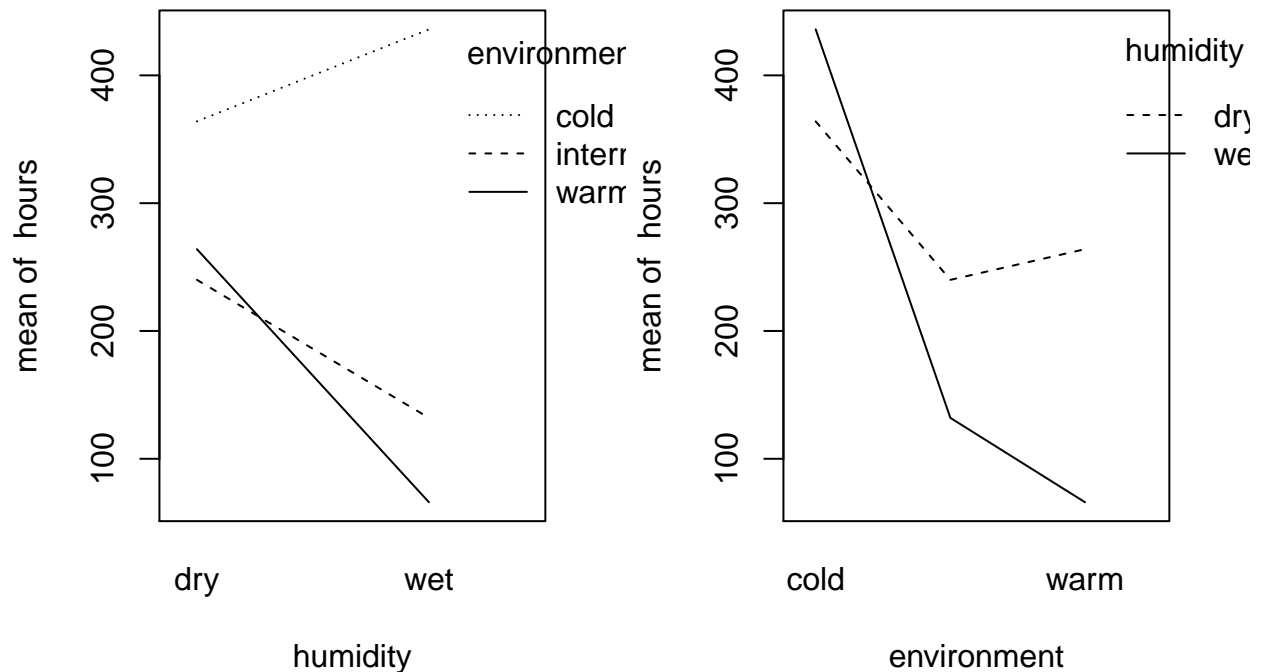 mean of hours
400
300
200
100
environmer
cold
interr
warm
dry wet
humidity
mean of hours
400
300
200
100
humidity
dry
we
cold warm
environment